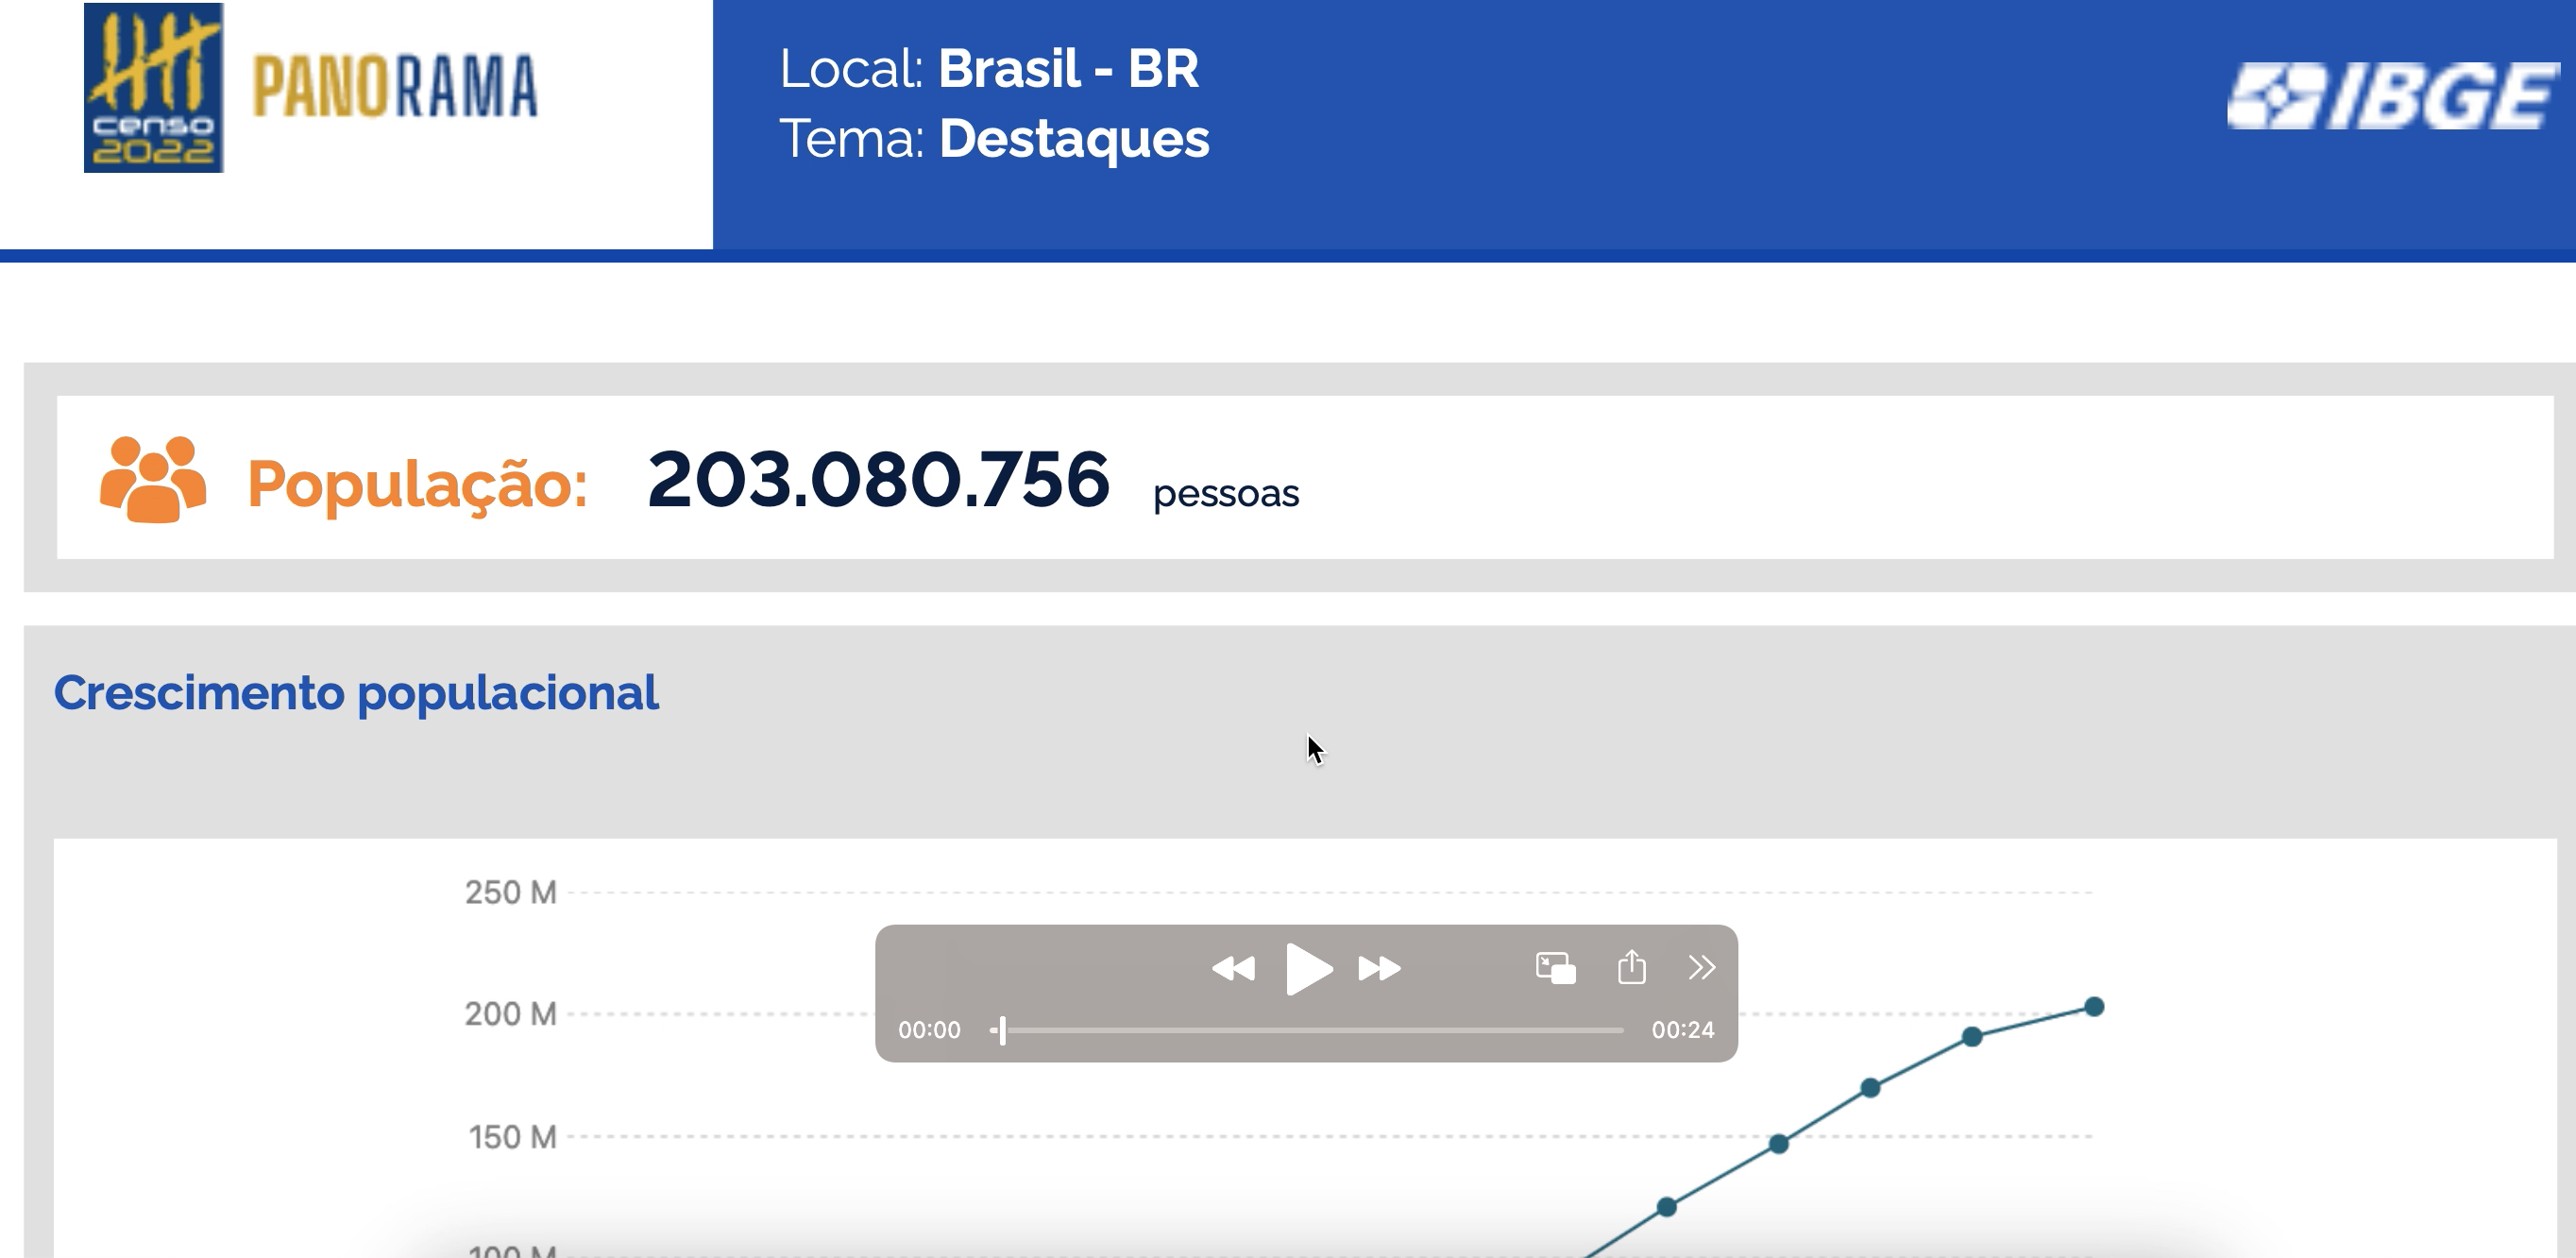 censo
2022
PANORAMA
Local: Brasil - BR
Tema: Destaques
IBGE
População: 203.080.756 pessoas
Crescimento populacional
250 M
200 M
00:00
00:24
150 M
100 M